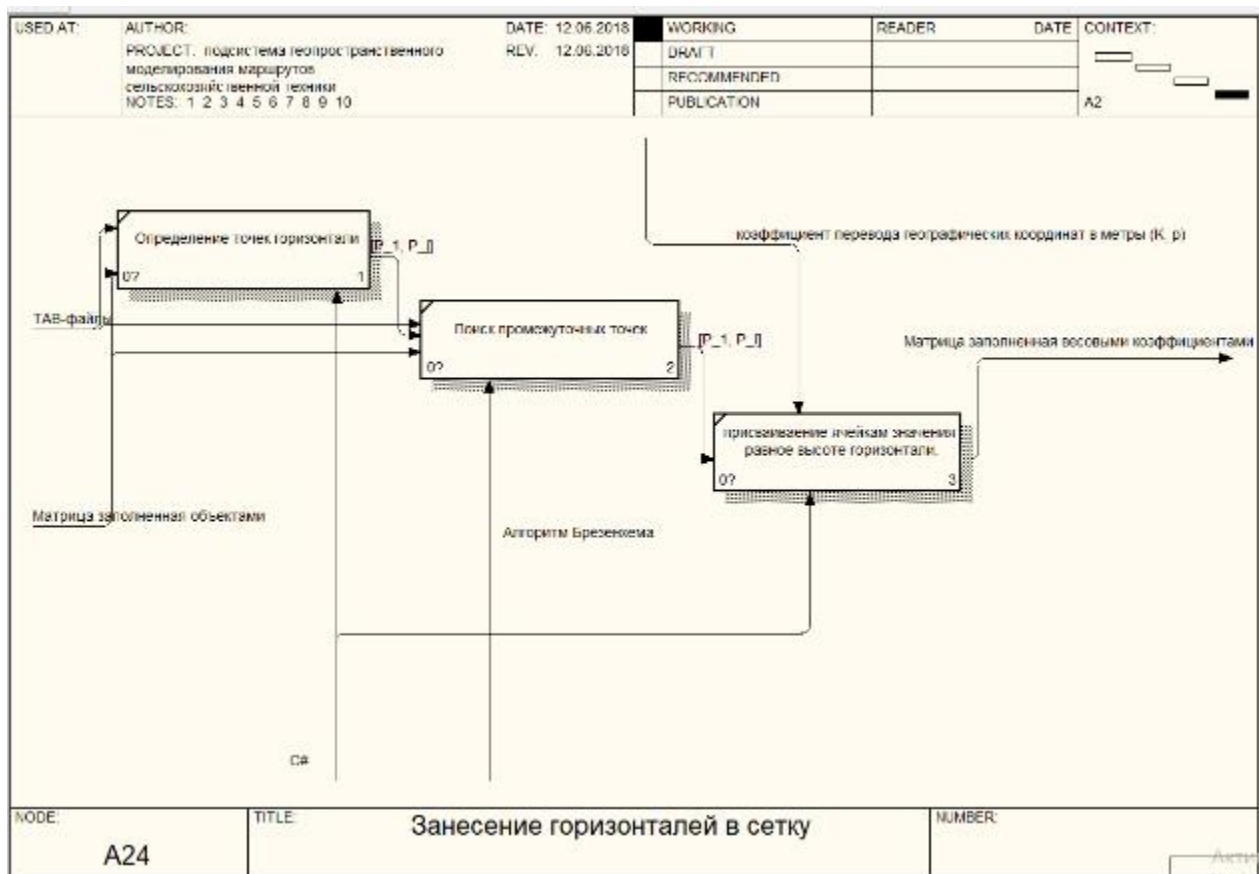 USED AT:
AUTHOR:
DATE: 12.06.2018
WORKING
READER
DATE
CONTEXT:
PROJECT: подсистема геопространственного
REV: 12.06.2018
DRAFT
моделирования маршрутов
RECOMMENDED
сельскохозяйственной техники
NOTES: 1 2 3 4 5 6 7 8 9 10
PUBLICATION
A2
Определение точек горизонтали
[P_1, P_I]
коэффициент перевода географических координат в метры (K_p)
0?
1
TAB-файлы
Поиск промежуточных точек
[P_1, P_I]
Матрица заполненная весовыми коэффициентами
0?
2
присваиваение ячейкам значения
равное высоте горизонтали.
0?
3
Матрица заполненная объектами
Алгоритм Брезенхема
C#
NODE:
TITLE:
Занесение горизонталей в сетку
NUMBER:
A24